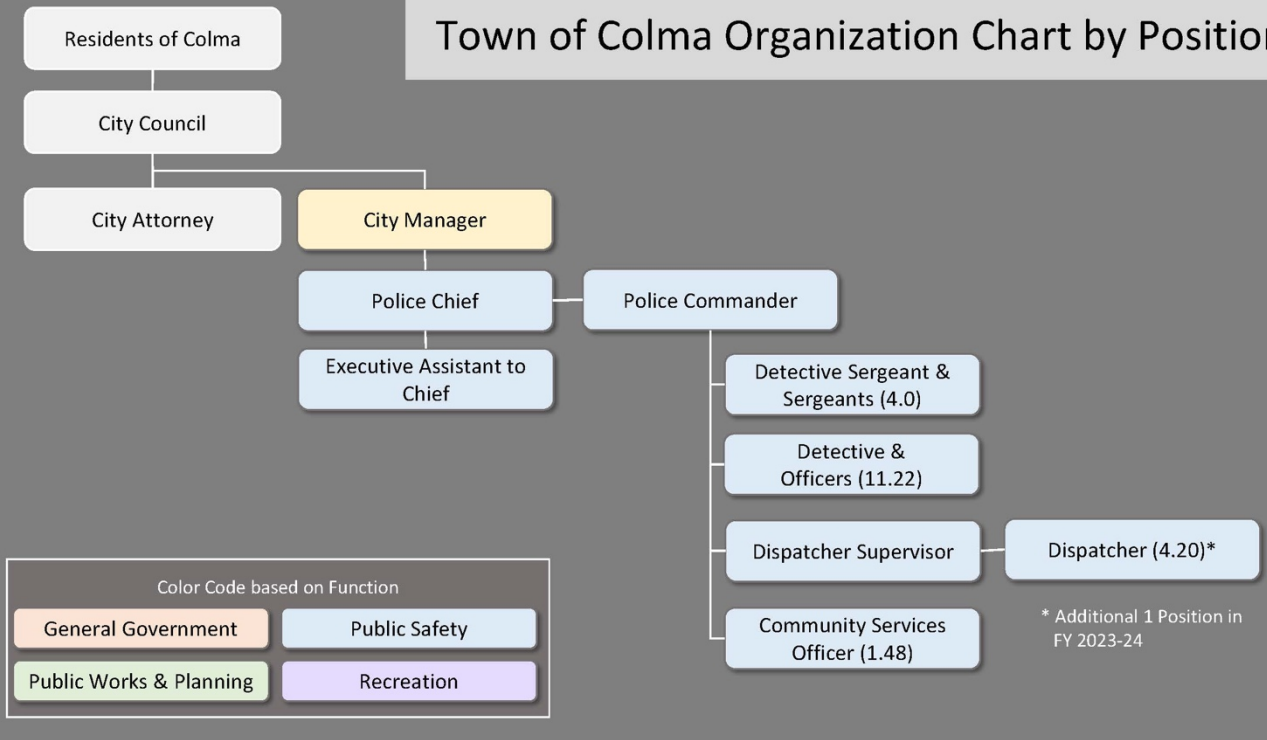 Town of Colma Organization Chart by Position
Residents of Colma
City Council
City Attorney
City Manager
Police Chief
Police Commander
Executive Assistant to
Chief
Detective Sergeant &
Sergeants (4.0)
Detective &
Officers (11.22)
Dispatcher Supervisor
Dispatcher (4.20)*
* Additional 1 Position in
FY 2023-24
Community Services
Officer (1.48)
Color Code based on Function
General Government
Public Safety
Public Works & Planning
Recreation